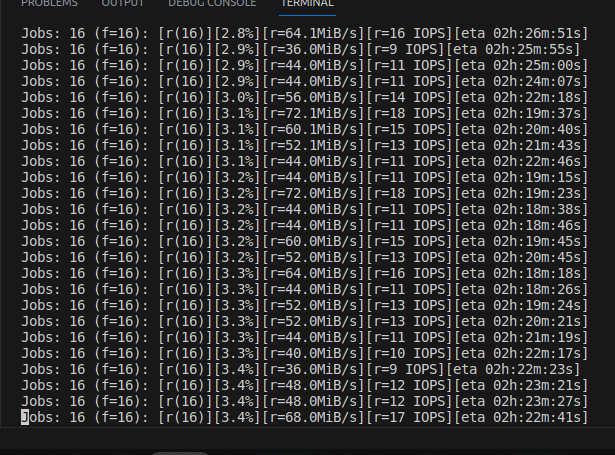 PROBLEMS OUTPUT DEBUG CONSOLE TERMINAL
Jobs: 16 (f=16): [r(16)][2.8%][r=64.1MiB/s][r=16 IOPS][eta 02h:26m:51s]
Jobs: 16 (f=16): [r(16)][2.9%][r=36.0MiB/s][r=9 IOPS][eta 02h:25m:55s]
Jobs: 16 (f=16): [r(16)][2.9%][r=44.0MiB/s][r=11 IOPS][eta 02h:25m:00s]
Jobs: 16 (f=16): [r(16)][2.9%][r=44.0MiB/s][r=11 IOPS][eta 02h:24m:07s]
Jobs: 16 (f=16): [r(16)][3.0%][r=56.0MiB/s][r=14 IOPS][eta 02h:22m:18s]
Jobs: 16 (f=16): [r(16)][3.1%][r=72.1MiB/s][r=18 IOPS][eta 02h:19m:37s]
Jobs: 16 (f=16): [r(16)][3.1%][r=60.1MiB/s][r=15 IOPS][eta 02h:20m:40s]
Jobs: 16 (f=16): [r(16)][3.1%][r=52.1MiB/s][r=13 IOPS][eta 02h:21m:43s]
Jobs: 16 (f=16): [r(16)][3.1%][r=44.0MiB/s][r=11 IOPS][eta 02h:22m:46s]
Jobs: 16 (f=16): [r(16)][3.2%][r=44.0MiB/s][r=11 IOPS][eta 02h:19m:15s]
Jobs: 16 (f=16): [r(16)][3.2%][r=72.0MiB/s][r=18 IOPS][eta 02h:19m:23s]
Jobs: 16 (f=16): [r(16)][3.2%][r=44.0MiB/s][r=11 IOPS][eta 02h:18m:38s]
Jobs: 16 (f=16): [r(16)][3.2%][r=44.0MiB/s][r=11 IOPS][eta 02h:18m:46s]
Jobs: 16 (f=16): [r(16)][3.2%][r=60.0MiB/s][r=15 IOPS][eta 02h:19m:45s]
Jobs: 16 (f=16): [r(16)][3.2%][r=52.0MiB/s][r=13 IOPS][eta 02h:20m:45s]
Jobs: 16 (f=16): [r(16)][3.3%][r=64.0MiB/s][r=16 IOPS][eta 02h:18m:18s]
Jobs: 16 (f=16): [r(16)][3.3%][r=44.0MiB/s][r=11 IOPS][eta 02h:18m:26s]
Jobs: 16 (f=16): [r(16)][3.3%][r=52.0MiB/s][r=13 IOPS][eta 02h:19m:24s]
Jobs: 16 (f=16): [r(16)][3.3%][r=52.0MiB/s][r=13 IOPS][eta 02h:20m:21s]
Jobs: 16 (f=16): [r(16)][3.3%][r=44.0MiB/s][r=11 IOPS][eta 02h:21m:19s]
Jobs: 16 (f=16): [r(16)][3.3%][r=40.0MiB/s][r=10 IOPS][eta 02h:22m:17s]
Jobs: 16 (f=16): [r(16)][3.4%][r=36.0MiB/s][r=9 IOPS][eta 02h:22m:23s]
Jobs: 16 (f=16): [r(16)][3.4%][r=48.0MiB/s][r=12 IOPS][eta 02h:23m:21s]
Jobs: 16 (f=16): [r(16)][3.4%][r=48.0MiB/s][r=12 IOPS][eta 02h:23m:27s]
Jobs: 16 (f=16): [r(16)][3.4%][r=68.0MiB/s][r=17 IOPS][eta 02h:22m:41s]